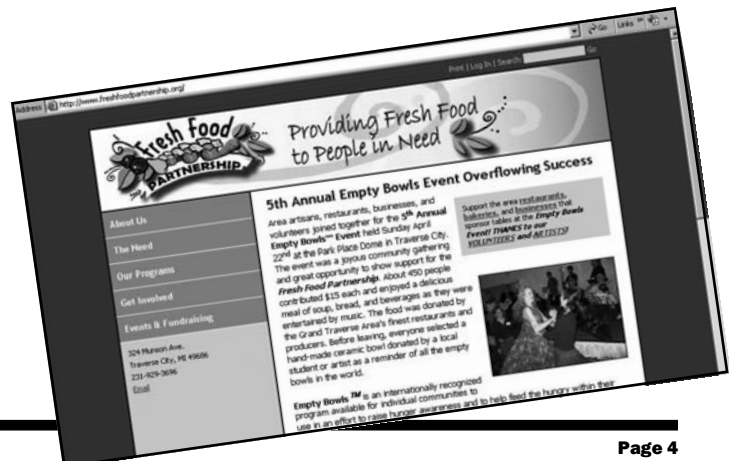 Address http://www.freshfoodpartnership.org/
Go Links »
Print | Log In | Search: Go
Fresh Food
PARTNERSHIP
Providing Fresh Food
to People in Need
About Us
The Need
Our Programs
Get Involved
Events & Fundraising
324 Munson Ave.
Traverse City, MI 49686
231-929-3696
Email
5th Annual Empty Bowls Event Overflowing Success
Area artisans, restaurants, businesses, and
volunteers joined together for the 5th Annual
Empty Bowls℠ Event held Sunday April
22nd at the Park Place Dome in Traverse City.
The event was a joyous community gathering
and great opportunity to show support for the
Fresh Food Partnership. About 450 people
contributed $15 each and enjoyed a delicious
meal of soup, bread, and beverages as they were
entertained by music. The food was donated by
the Grand Traverse Area's finest restaurants and
producers. Before leaving, everyone selected a
hand-made ceramic bowl donated by a local
student or artist as a reminder of all the empty
bowls in the world.
Support the area restaurants,
bakeries, and businesses that
sponsor tables at the Empty Bowls
Event! THANKS to our
VOLUNTEERS and ARTISTS!
Empty Bowls TM is an internationally recognized
program available for individual communities to
use in an effort to raise hunger awareness and to help feed the hungry within their
Page 4